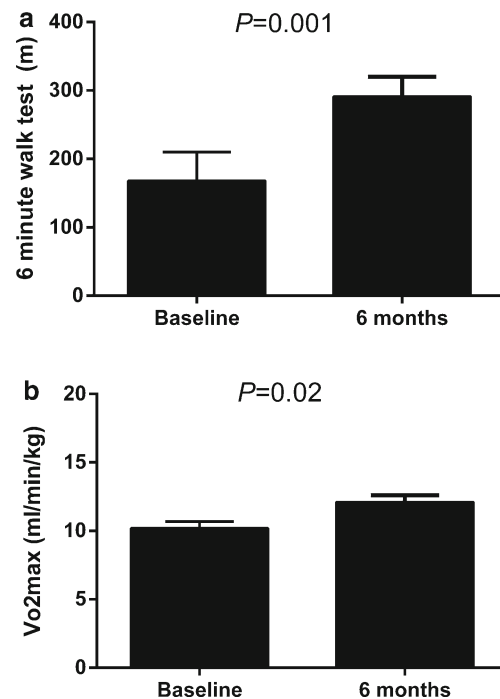 a
P=0.001
6 minute walk test (m)
400
300
200
100
0
Baseline 6 months
b
P=0.02
Vo2max (ml/min/kg)
20
15
10
5
0
Baseline 6 months